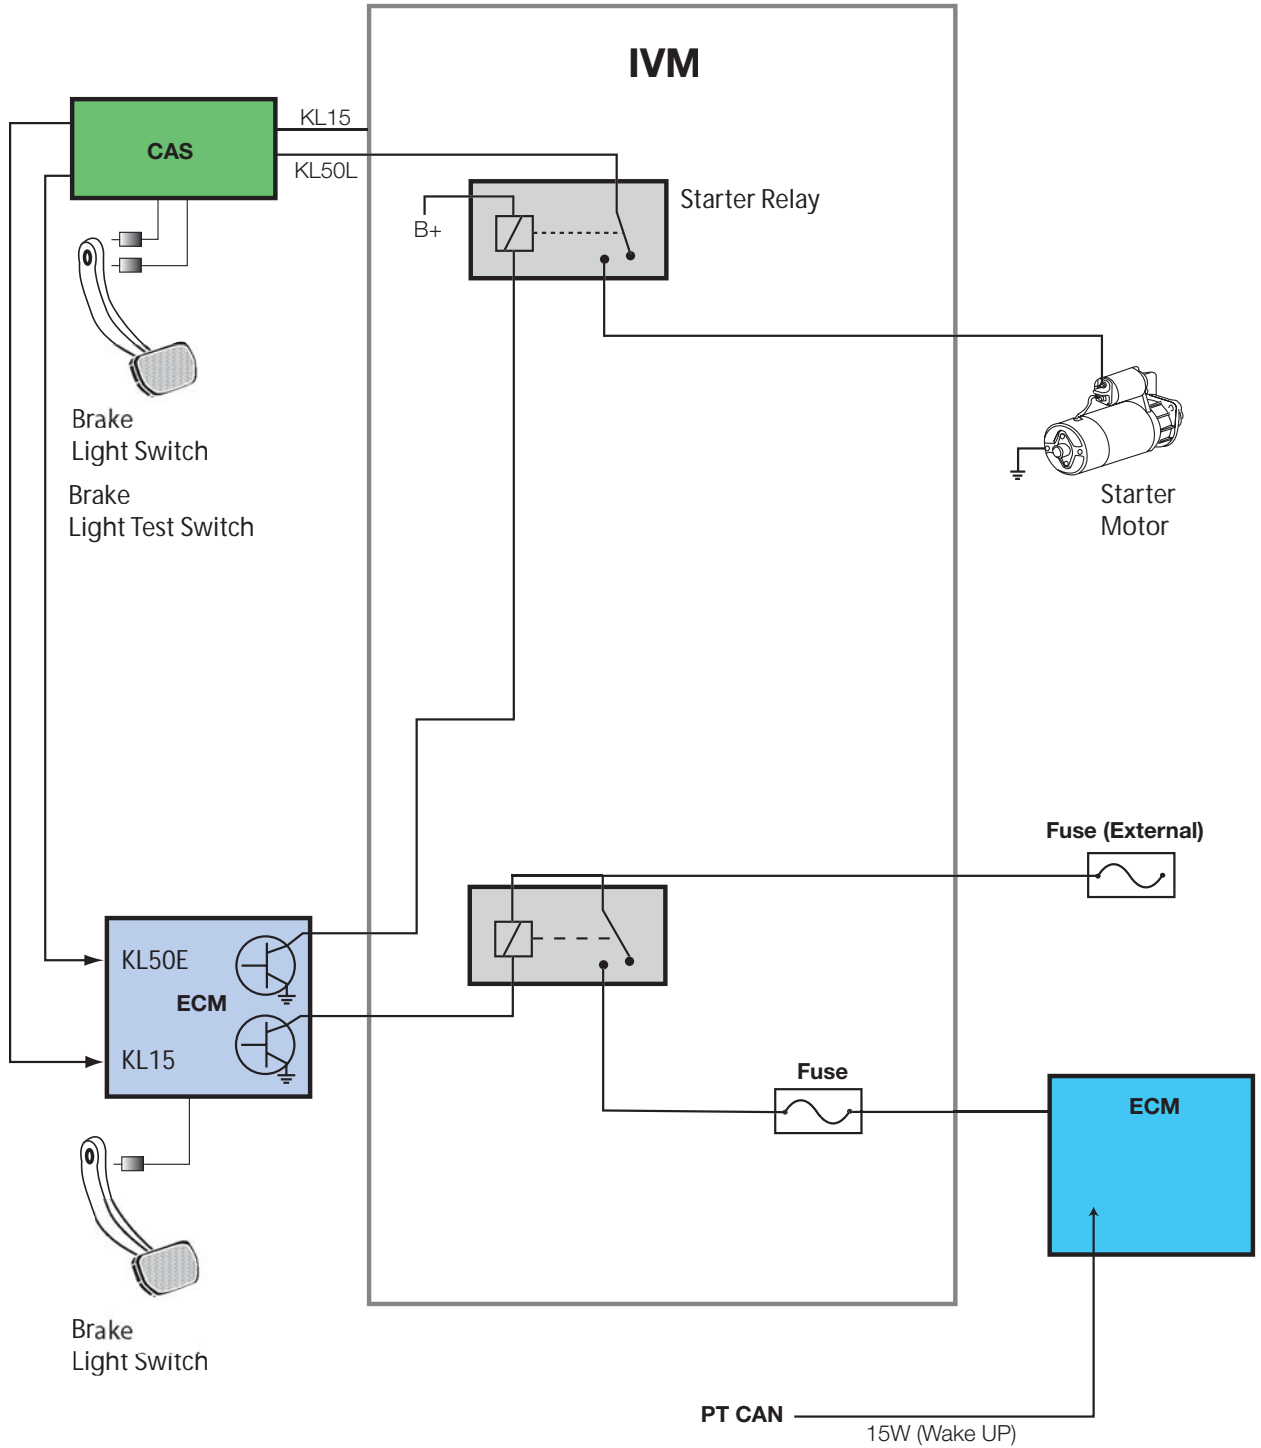 IVM
KL15
CAS
KL50L
Starter Relay
B+
Brake
Light Switch
Brake
Light Test Switch
Starter
Motor
Fuse (External)
KL50E
ECM
KL15
Fuse
ECM
Brake
Light Switch
PT CAN
15W (Wake UP)